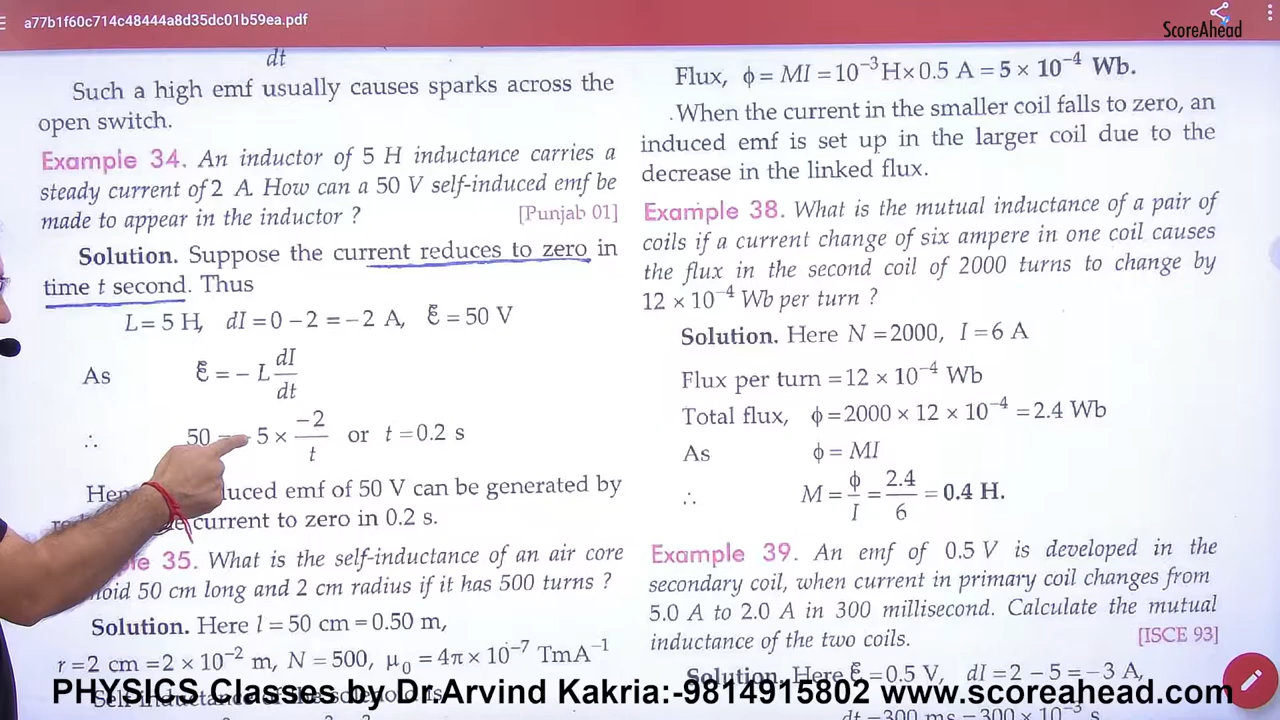 a77b1f60c714c48444a8d35dc01b59ea.pdf
ScoreAhead
dt
Such a high emf usually causes sparks across the
open switch.
Example 34. An inductor of 5 H inductance carries a
steady current of 2 A. How can a 50 V self-induced emf be
made to appear in the inductor ?
[Punjab 01]
Solution. Suppose the current reduces to zero in
time t second. Thus
L = 5 H, dI = 0 − 2 = −2 A, ℰ = 50 V
As ℰ = − L dI/dt
∴ 50 = − 5 × −2/t or t = 0.2 s
induced emf of 50 V can be generated by
current to zero in 0.2 s.
35. What is the self-inductance of an air core
50 cm long and 2 cm radius if it has 500 turns ?
Solution. Here l = 50 cm = 0.50 m,
r = 2 cm = 2 × 10⁻² m, N = 500, μ₀ = 4π × 10⁻⁷ TmA⁻¹
Flux, ϕ = MI = 10⁻³ H × 0.5 A = 5 × 10⁻⁴ Wb.
When the current in the smaller coil falls to zero, an
induced emf is set up in the larger coil due to the
decrease in the linked flux.
Example 38. What is the mutual inductance of a pair of
coils if a current change of six ampere in one coil causes
the flux in the second coil of 2000 turns to change by
12 × 10⁻⁴ Wb per turn ?
Solution. Here N = 2000, I = 6 A
Flux per turn = 12 × 10⁻⁴ Wb
Total flux, ϕ = 2000 × 12 × 10⁻⁴ = 2.4 Wb
As ϕ = MI
∴ M = ϕ/I = 2.4/6 = 0.4 H.
Example 39. An emf of 0.5 V is developed in the
secondary coil, when current in primary coil changes from
5.0 A to 2.0 A in 300 millisecond. Calculate the mutual
inductance of the two coils.
[ISCE 93]
Solution. Here ℰ = 0.5 V, dI = 2 − 5 = −3 A,
dt = 300 ms = 300 × 10⁻³ s
PHYSICS Classes by Dr.Arvind Kakria:-9814915802 www.scoreahead.com